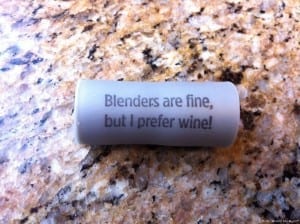 Blenders are fine,
but I prefer wine!